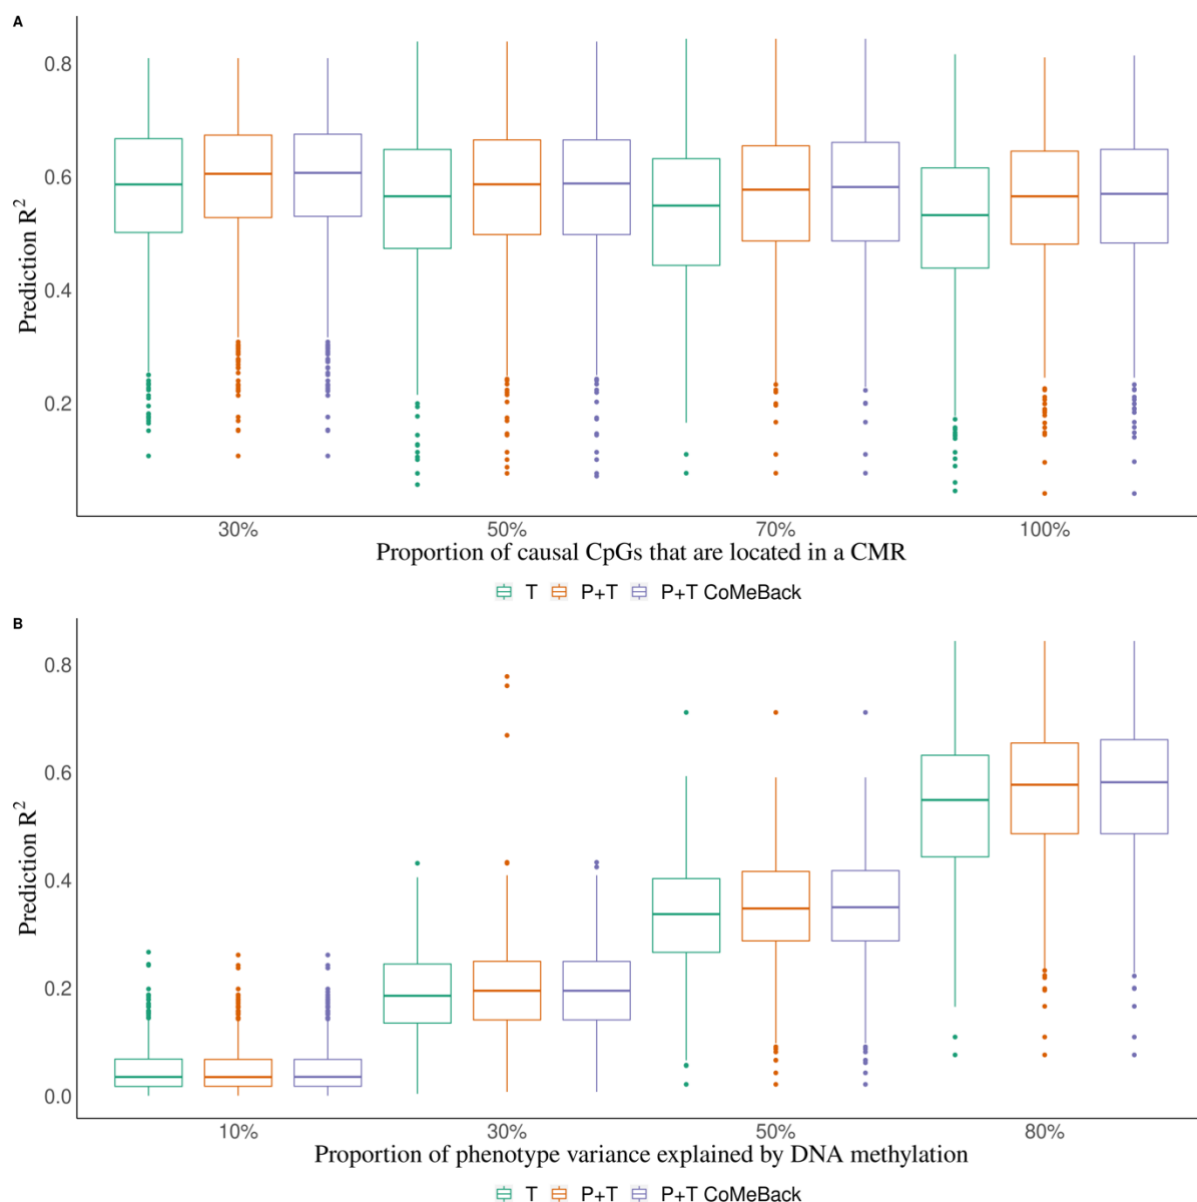 A
0.8
0.6
0.4
0.2
Prediction R²
30% 50% 70% 100%
Proportion of causal CpGs that are located in a CMR
T P+T P+T CoMeBack
B
0.8
0.6
0.4
0.2
0.0
Prediction R²
10% 30% 50% 80%
Proportion of phenotype variance explained by DNA methylation
T P+T P+T CoMeBack